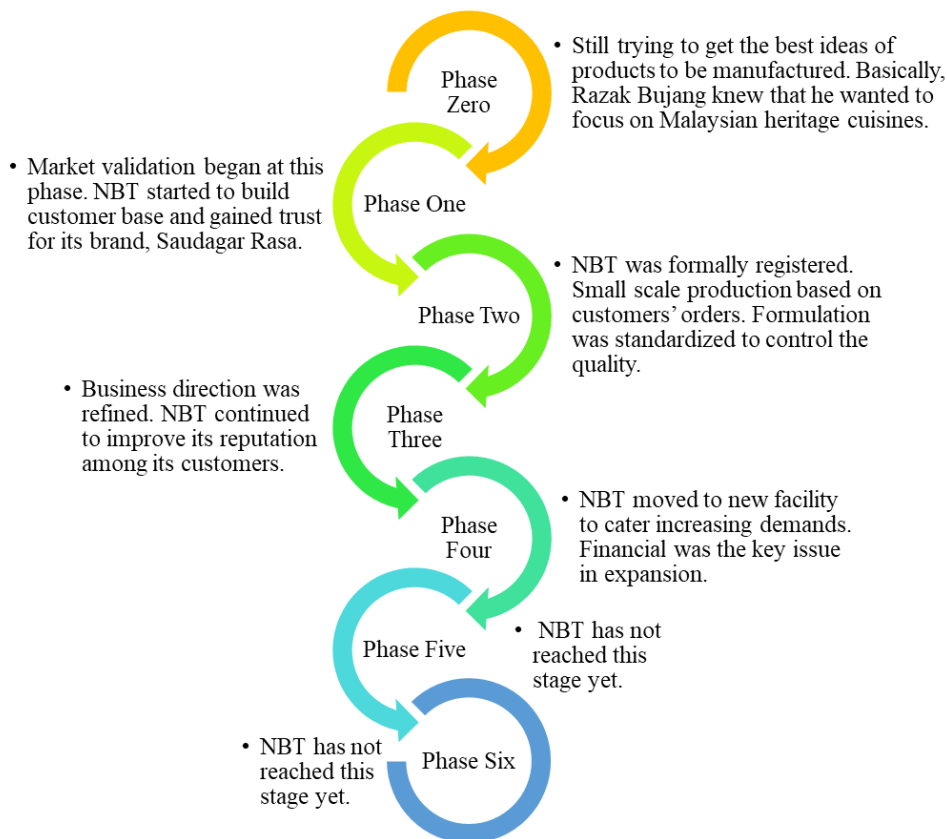 Phase
Zero
• Still trying to get the best ideas of
products to be manufactured. Basically,
Razak Bujang knew that he wanted to
focus on Malaysian heritage cuisines.
• Market validation began at this
phase. NBT started to build
customer base and gained trust
for its brand, Saudagar Rasa.
Phase One
Phase Two
• NBT was formally registered.
Small scale production based on
customers’ orders. Formulation
was standardized to control the
quality.
• Business direction was
refined. NBT continued
to improve its reputation
among its customers.
Phase
Three
Phase
Four
• NBT moved to new facility
to cater increasing demands.
Financial was the key issue
in expansion.
Phase Five
• NBT has not
reached this
stage yet.
• NBT has not
reached this
stage yet.
Phase Six